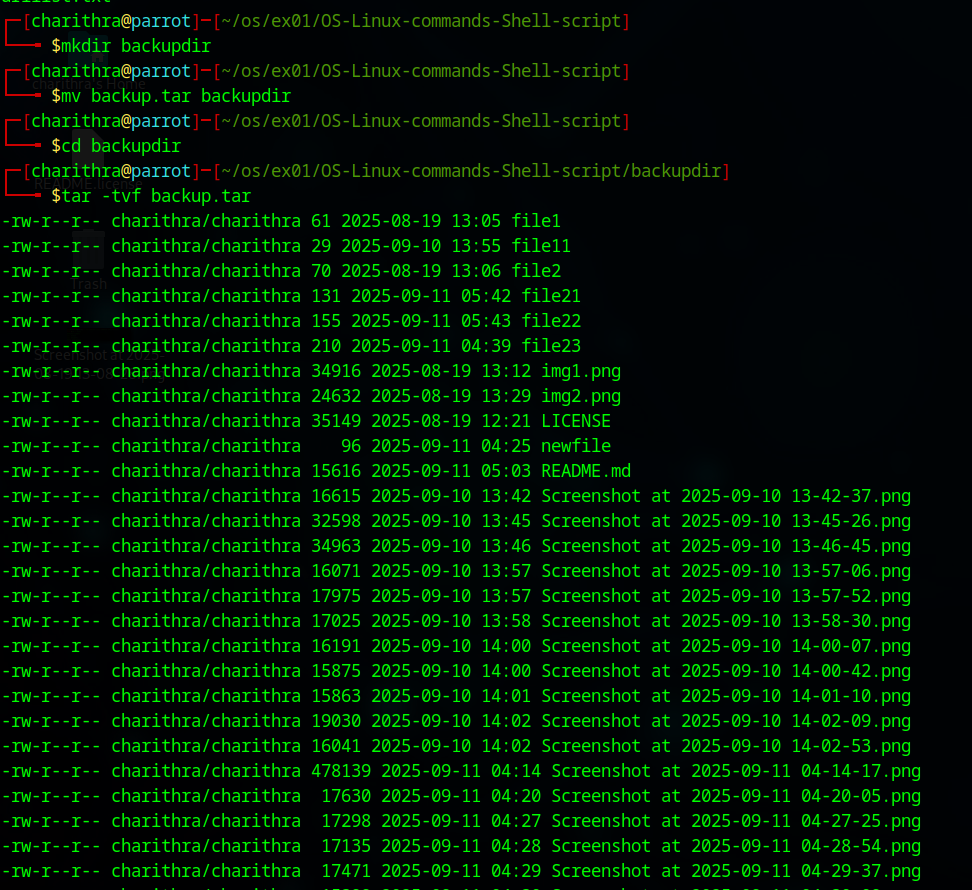 ┌─[charithra@parrot]─[~/os/ex01/OS-Linux-commands-Shell-script]
└──╼ $mkdir backupdir
┌─[charithra@parrot]─[~/os/ex01/OS-Linux-commands-Shell-script]
└──╼ $mv backup.tar backupdir
┌─[charithra@parrot]─[~/os/ex01/OS-Linux-commands-Shell-script]
└──╼ $cd backupdir
┌─[charithra@parrot]─[~/os/ex01/OS-Linux-commands-Shell-script/backupdir]
└──╼ $tar -tvf backup.tar
-rw-r--r-- charithra/charithra 61 2025-08-19 13:05 file1
-rw-r--r-- charithra/charithra 29 2025-09-10 13:55 file11
-rw-r--r-- charithra/charithra 70 2025-08-19 13:06 file2
-rw-r--r-- charithra/charithra 131 2025-09-11 05:42 file21
-rw-r--r-- charithra/charithra 155 2025-09-11 05:43 file22
-rw-r--r-- charithra/charithra 210 2025-09-11 04:39 file23
-rw-r--r-- charithra/charithra 34916 2025-08-19 13:12 img1.png
-rw-r--r-- charithra/charithra 24632 2025-08-19 13:29 img2.png
-rw-r--r-- charithra/charithra 35149 2025-08-19 12:21 LICENSE
-rw-r--r-- charithra/charithra    96 2025-09-11 04:25 newfile
-rw-r--r-- charithra/charithra 15616 2025-09-11 05:03 README.md
-rw-r--r-- charithra/charithra 16615 2025-09-10 13:42 Screenshot at 2025-09-10 13-42-37.png
-rw-r--r-- charithra/charithra 32598 2025-09-10 13:45 Screenshot at 2025-09-10 13-45-26.png
-rw-r--r-- charithra/charithra 34963 2025-09-10 13:46 Screenshot at 2025-09-10 13-46-45.png
-rw-r--r-- charithra/charithra 16071 2025-09-10 13:57 Screenshot at 2025-09-10 13-57-06.png
-rw-r--r-- charithra/charithra 17975 2025-09-10 13:57 Screenshot at 2025-09-10 13-57-52.png
-rw-r--r-- charithra/charithra 17025 2025-09-10 13:58 Screenshot at 2025-09-10 13-58-30.png
-rw-r--r-- charithra/charithra 16191 2025-09-10 14:00 Screenshot at 2025-09-10 14-00-07.png
-rw-r--r-- charithra/charithra 15875 2025-09-10 14:00 Screenshot at 2025-09-10 14-00-42.png
-rw-r--r-- charithra/charithra 15863 2025-09-10 14:01 Screenshot at 2025-09-10 14-01-10.png
-rw-r--r-- charithra/charithra 19030 2025-09-10 14:02 Screenshot at 2025-09-10 14-02-09.png
-rw-r--r-- charithra/charithra 16041 2025-09-10 14:02 Screenshot at 2025-09-10 14-02-53.png
-rw-r--r-- charithra/charithra 478139 2025-09-11 04:14 Screenshot at 2025-09-11 04-14-17.png
-rw-r--r-- charithra/charithra  17630 2025-09-11 04:20 Screenshot at 2025-09-11 04-20-05.png
-rw-r--r-- charithra/charithra  17298 2025-09-11 04:27 Screenshot at 2025-09-11 04-27-25.png
-rw-r--r-- charithra/charithra  17135 2025-09-11 04:28 Screenshot at 2025-09-11 04-28-54.png
-rw-r--r-- charithra/charithra  17471 2025-09-11 04:29 Screenshot at 2025-09-11 04-29-37.png